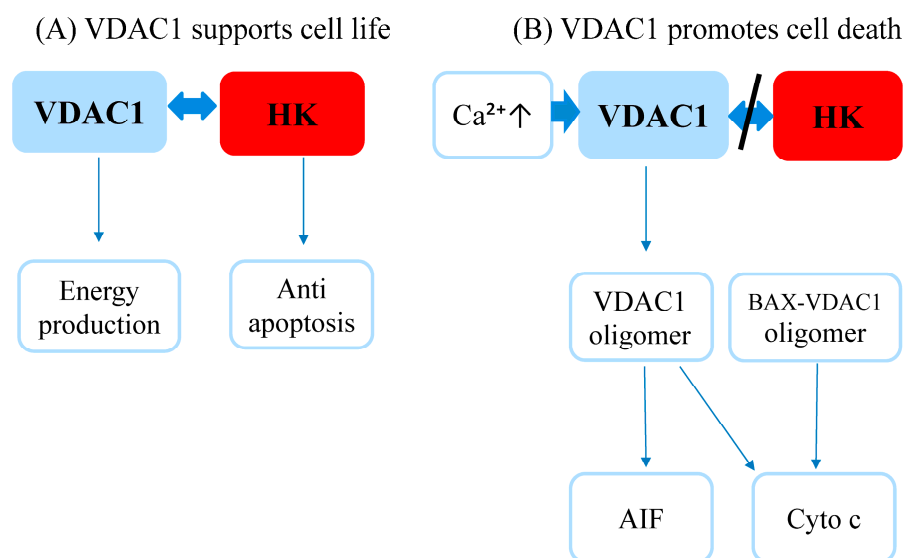 (A) VDAC1 supports cell life
(B) VDAC1 promotes cell death
VDAC1
HK
Ca²⁺↑
VDAC1
HK
Energy
production
Anti
apoptosis
VDAC1
oligomer
BAX-VDAC1
oligomer
AIF
Cyto c